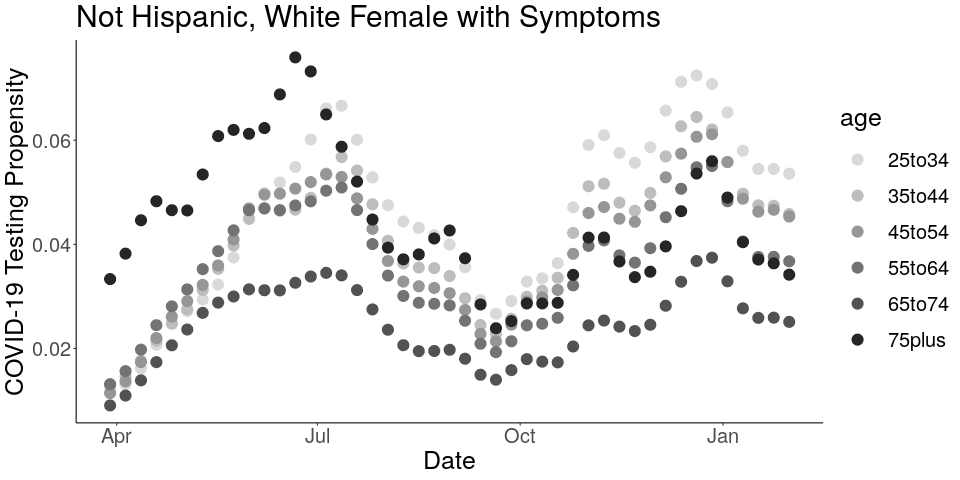 Not Hispanic, White Female with Symptoms
COVID-19 Testing Propensity
0.06
0.04
0.02
Apr
Jul
Oct
Jan
Date
age
25to34
35to44
45to54
55to64
65to74
75plus